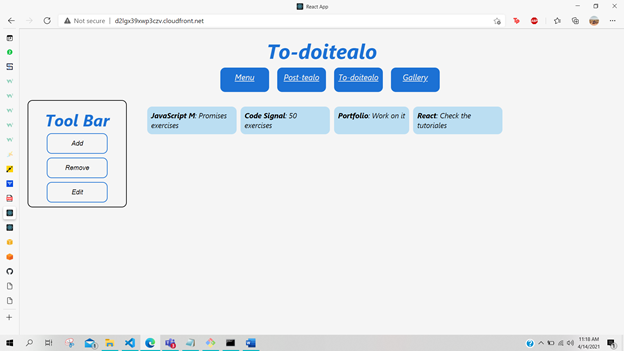 React App
Not secure | d2lgx39xwp3czv.cloudfront.net
To-doitealo
Menu
Post-tealo
To-doitealo
Gallery
Tool Bar
Add
Remove
Edit
JavaScript M: Promises
exercises
Code Signal: 50
exercises
Portfolio: Work on it
React: Check the
tutoriales
11:18 AM
4/14/2021